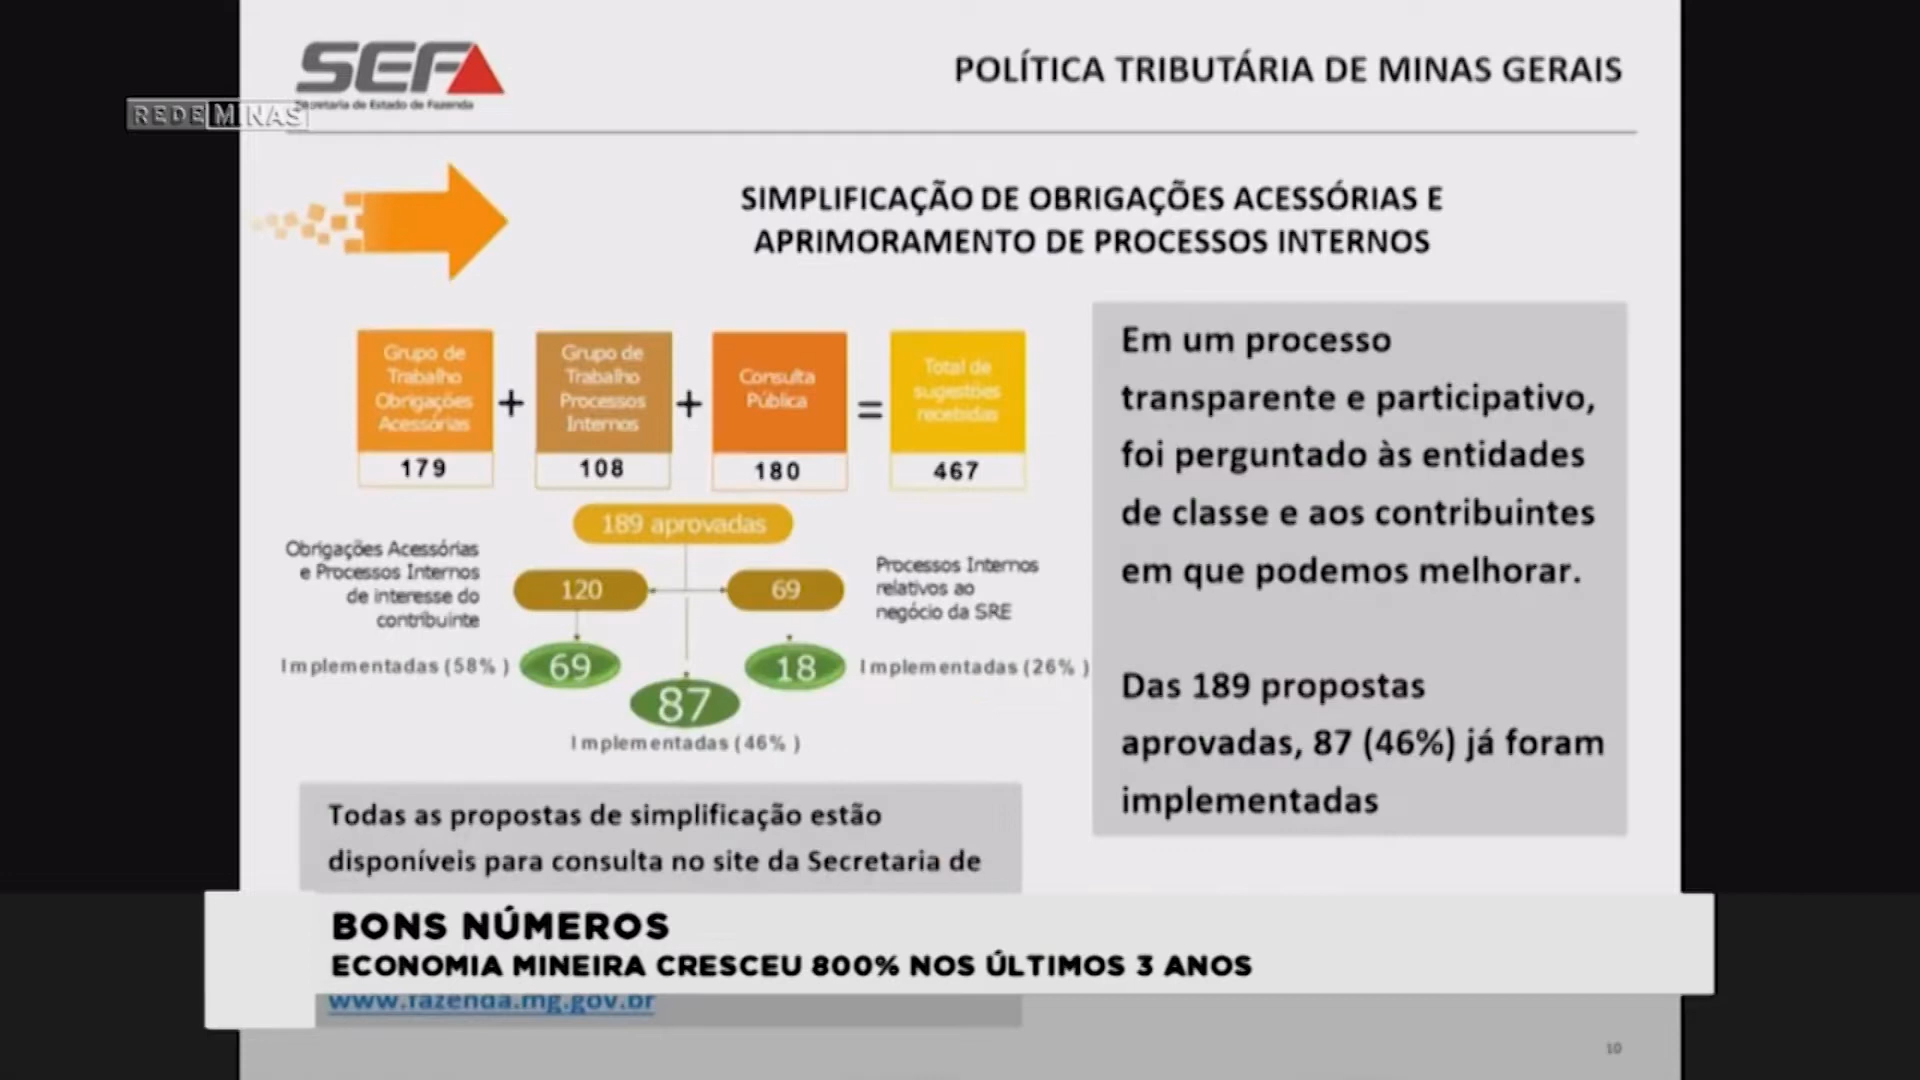 SEFA
Secretaria de Estado de Fazenda
REDE MINAS
POLÍTICA TRIBUTÁRIA DE MINAS GERAIS
SIMPLIFICAÇÃO DE OBRIGAÇÕES ACESSÓRIAS E
APRIMORAMENTO DE PROCESSOS INTERNOS
Grupo de
Trabalho
Obrigações
Acessórias
179
+
Grupo de
Trabalho
Processos
Internos
108
+
Consulta
Pública
180
=
Total de
sugestões
recebidas
467
189 aprovadas
Obrigações Acessórias
e Processos Internos
de interesse do
contribuinte
120
69
Processos Internos
relativos ao
negócio da SRE
Implementadas (58% )
69
18
Implementadas (26% )
87
Implementadas (46% )
Em um processo
transparente e participativo,
foi perguntado às entidades
de classe e aos contribuintes
em que podemos melhorar.
Das 189 propostas
aprovadas, 87 (46%) já foram
implementadas
Todas as propostas de simplificação estão
disponíveis para consulta no site da Secretaria de
BONS NÚMEROS
ECONOMIA MINEIRA CRESCEU 800% NOS ÚLTIMOS 3 ANOS
www.fazenda.mg.gov.br
10